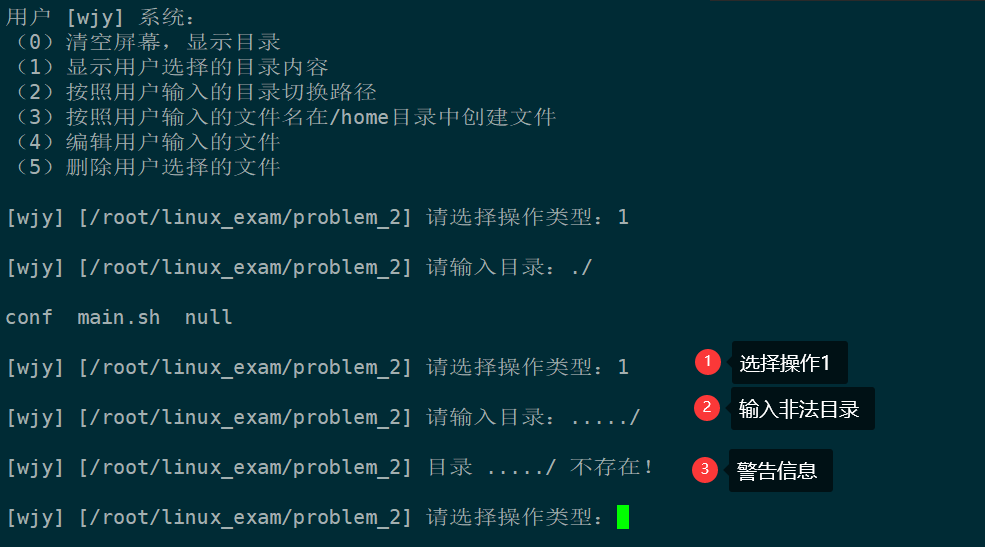 用户 [wjy] 系统：
（0）清空屏幕，显示目录
（1）显示用户选择的目录内容
（2）按照用户输入的目录切换路径
（3）按照用户输入的文件名在/home目录中创建文件
（4）编辑用户输入的文件
（5）删除用户选择的文件
[wjy] [/root/linux_exam/problem_2] 请选择操作类型：1
[wjy] [/root/linux_exam/problem_2] 请输入目录：./
conf  main.sh  null
[wjy] [/root/linux_exam/problem_2] 请选择操作类型：1
1 选择操作1
[wjy] [/root/linux_exam/problem_2] 请输入目录：...../
2 输入非法目录
[wjy] [/root/linux_exam/problem_2] 目录 ...../ 不存在！
3 警告信息
[wjy] [/root/linux_exam/problem_2] 请选择操作类型：